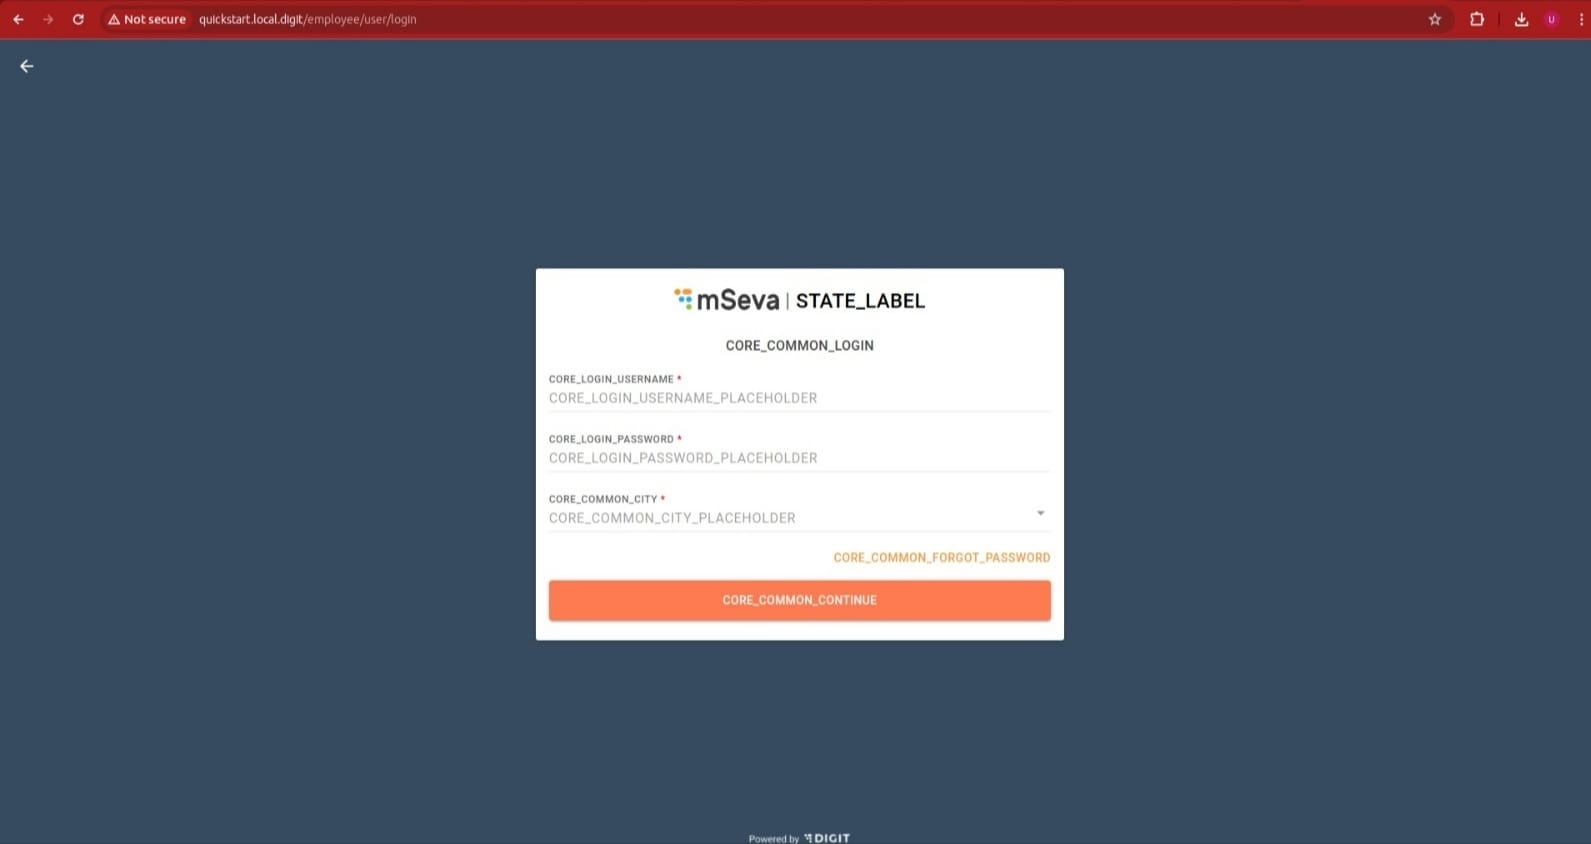 Not secure quickstart.local.digit/employee/user/login U
mSeva | STATE_LABEL
CORE_COMMON_LOGIN
CORE_LOGIN_USERNAME *
CORE_LOGIN_USERNAME_PLACEHOLDER
CORE_LOGIN_PASSWORD *
CORE_LOGIN_PASSWORD_PLACEHOLDER
CORE_COMMON_CITY *
CORE_COMMON_CITY_PLACEHOLDER
CORE_COMMON_FORGOT_PASSWORD
CORE_COMMON_CONTINUE
Powered by DIGIT